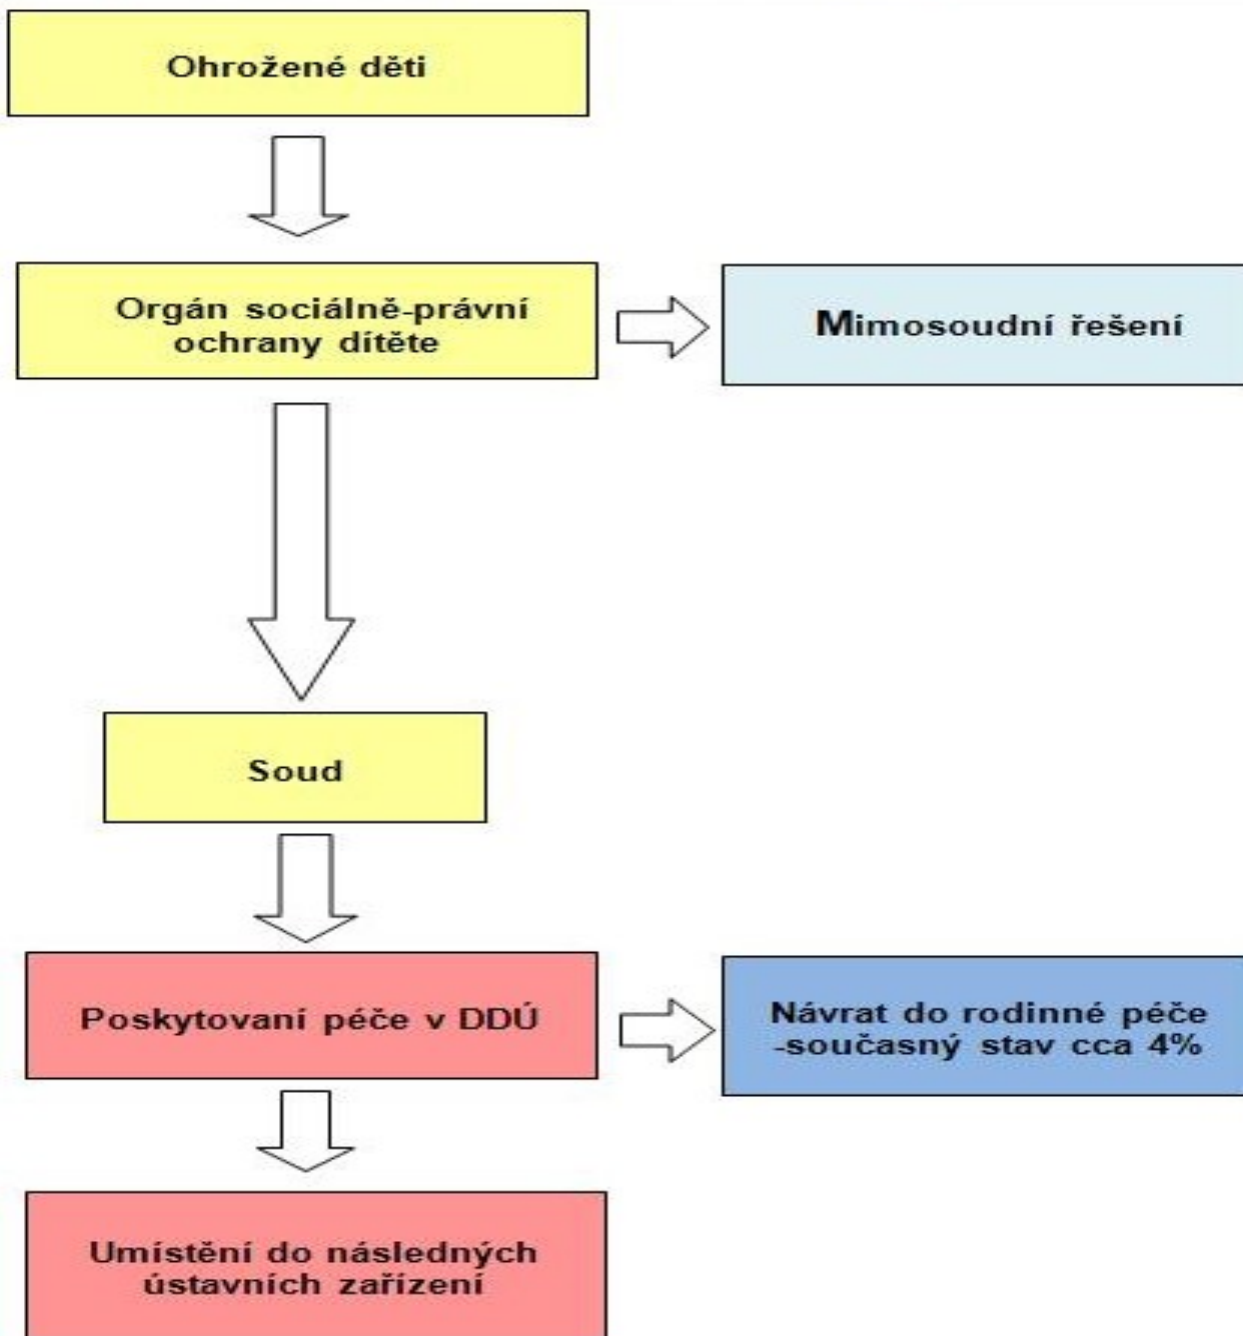 Ohrožené děti
Orgán sociálně-právní
ochrany dítěte
Mimosoudní řešení
Soud
Poskytovaní péče v DDÚ
Návrat do rodinné péče
-současný stav cca 4%
Umístění do následných
ústavních zařízení